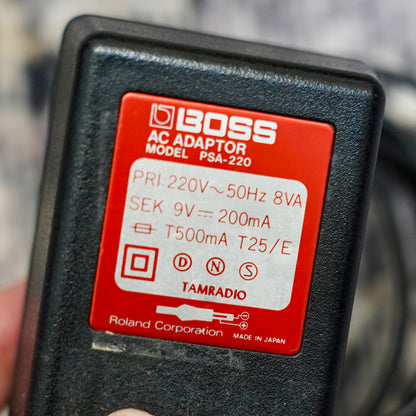 BOSS
AC ADAPTOR
MODEL PSA-220
PRI 220V~50Hz 8VA
SEK 9V⎓200mA
T500mA T25/E
D N S
TAMRADIO
Roland Corporation MADE IN JAPAN